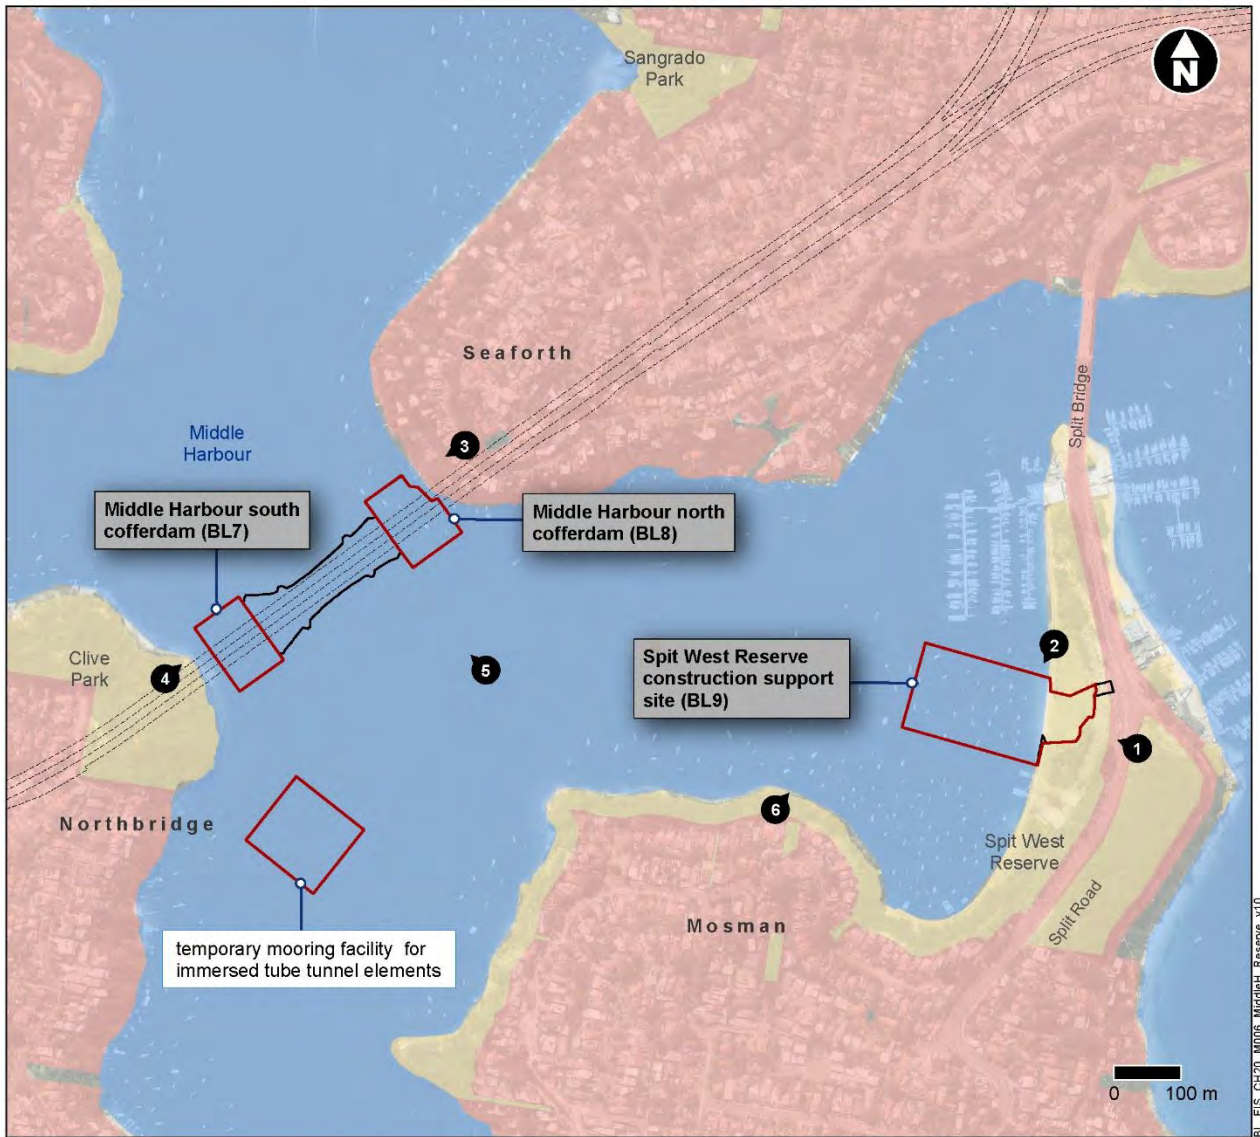 Sangrado
Park
N
Seaforth
Split Bridge
3
Middle
Harbour
Middle Harbour south
cofferdam (BL7)
Middle Harbour north
cofferdam (BL8)
2
Clive
Park
4
5
Spit West Reserve
construction support
site (BL9)
1
6
Northbridge
Spit West
Reserve
Split Road
Mosman
temporary mooring facility for
immersed tube tunnel elements
0 100 m
BL_EIS_CH20_M006_MiddleH_Reserve_v10